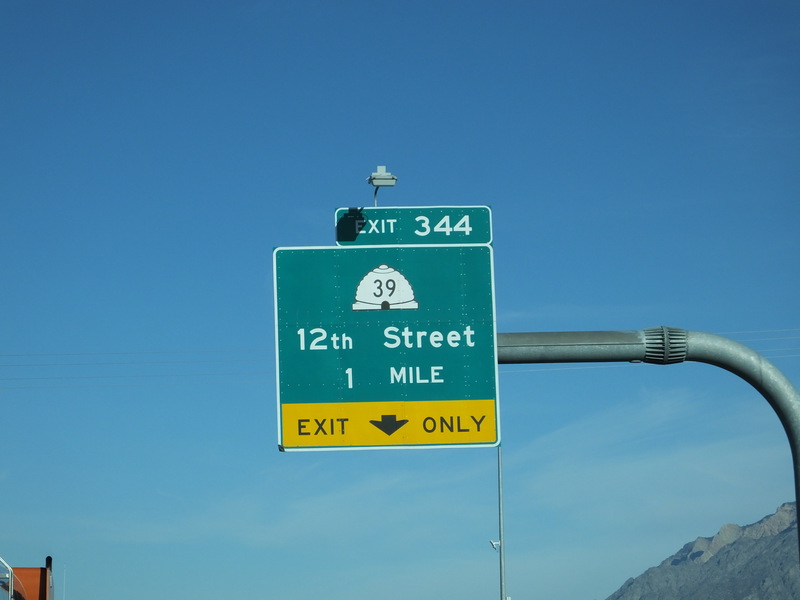 EXIT 344
39
12th Street
1 MILE
EXIT ONLY